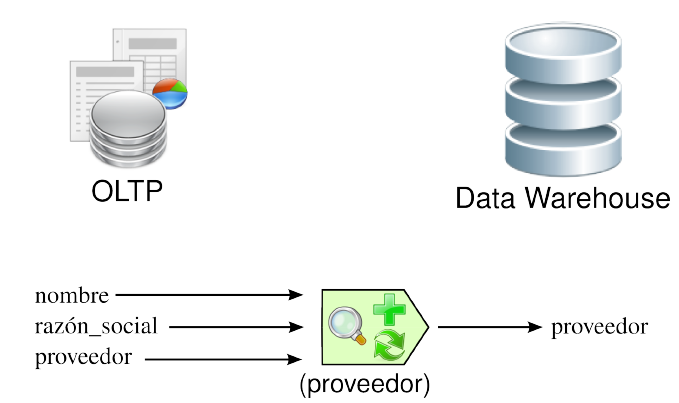 OLTP
Data Warehouse
nombre
razón_social
proveedor
proveedor
(proveedor)